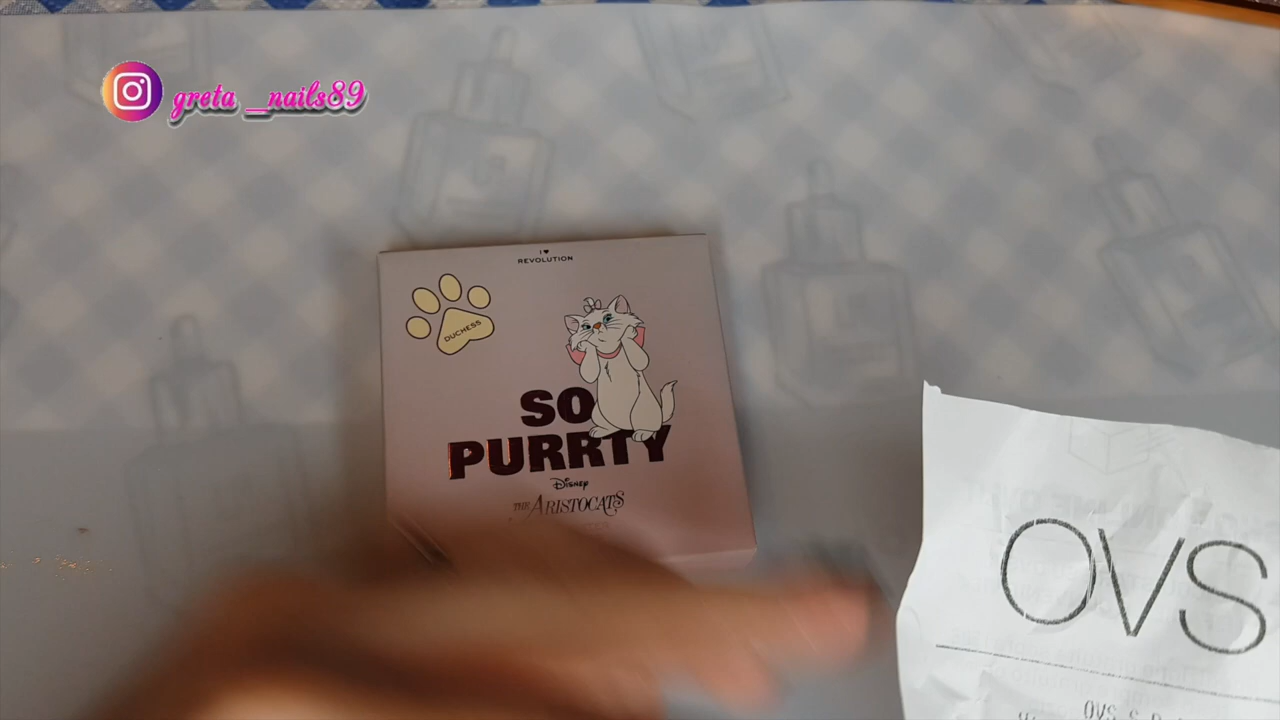 greta _nails89
I ♥
REVOLUTION
DUCHESS
SO
PURRTY
DISNEY
THE ARISTOCATS
OVS